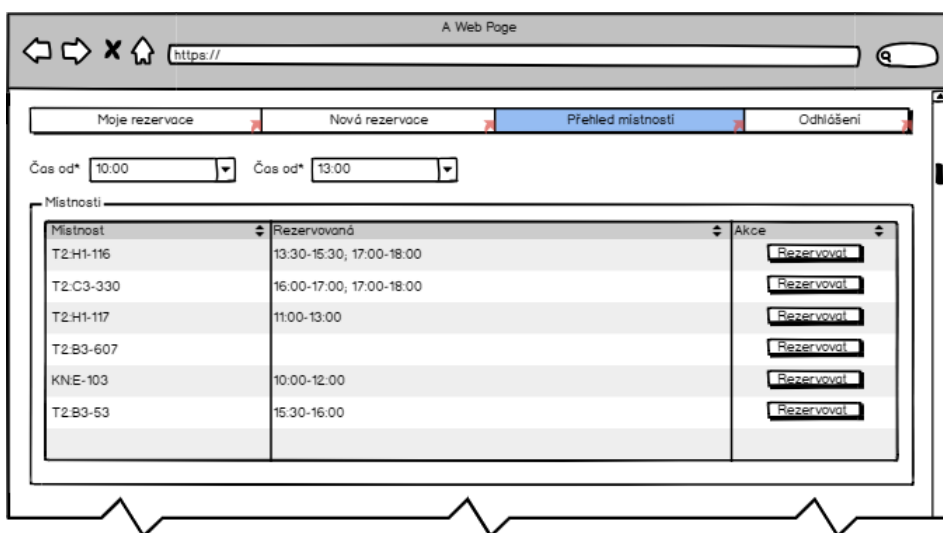 A Web Page
https://
Moje rezervace Nová rezervace Přehled místností Odhlášení
Čas od* 10:00 Čas od* 13:00
Místnosti
Místnost Rezervovaná Akce
T2:H1-116 13:30-15:30; 17:00-18:00 Rezervovat
T2:C3-330 16:00-17:00; 17:00-18:00 Rezervovat
T2:H1-117 11:00-13:00 Rezervovat
T2:B3-607 Rezervovat
KN:E-103 10:00-12:00 Rezervovat
T2:B3-53 15:30-16:00 Rezervovat